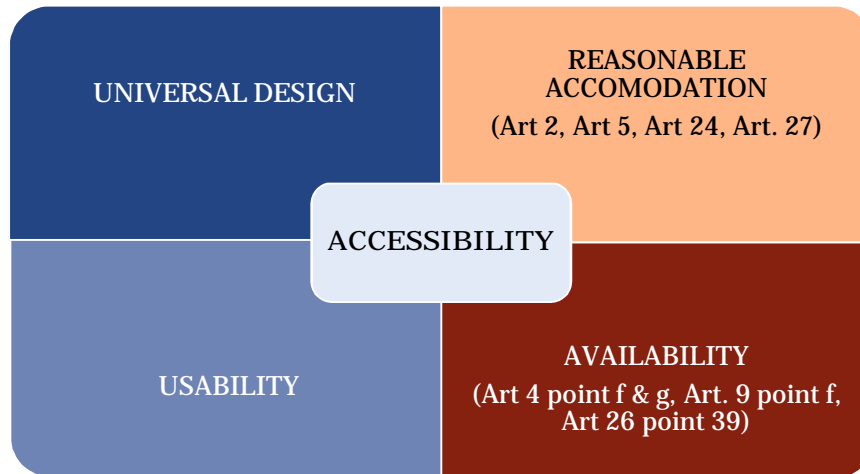 UNIVERSAL DESIGN
REASONABLE
ACCOMODATION
(Art 2, Art 5, Art 24, Art. 27)
ACCESSIBILITY
USABILITY
AVAILABILITY
(Art 4 point f & g, Art. 9 point f,
Art 26 point 39)